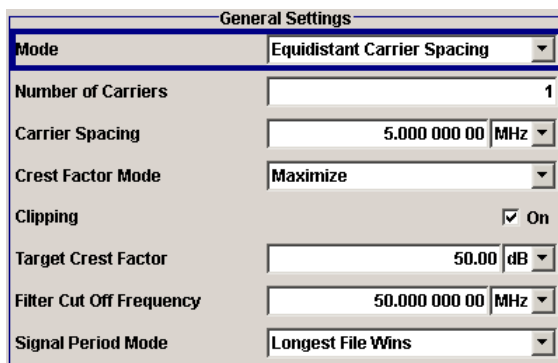 General Settings
Mode Equidistant Carrier Spacing
Number of Carriers 1
Carrier Spacing 5.000 000 00 MHz
Crest Factor Mode Maximize
Clipping On
Target Crest Factor 50.00 dB
Filter Cut Off Frequency 50.000 000 00 MHz
Signal Period Mode Longest File Wins